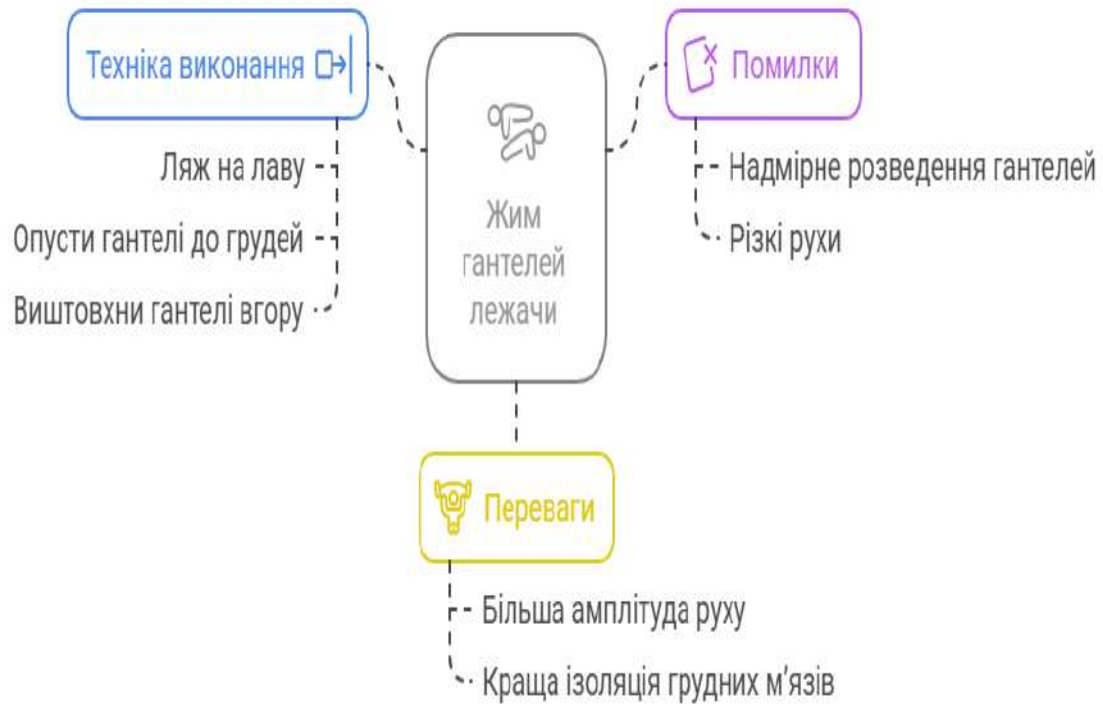 Техніка виконання
Ляж на лаву
Опусти гантелі до грудей
Виштовхни гантелі вгору
Жим
гантелей
лежачи
Помилки
Надмірне розведення гантелей
Різкі рухи
Переваги
Більша амплітуда руху
Краща ізоляція грудних м'язів